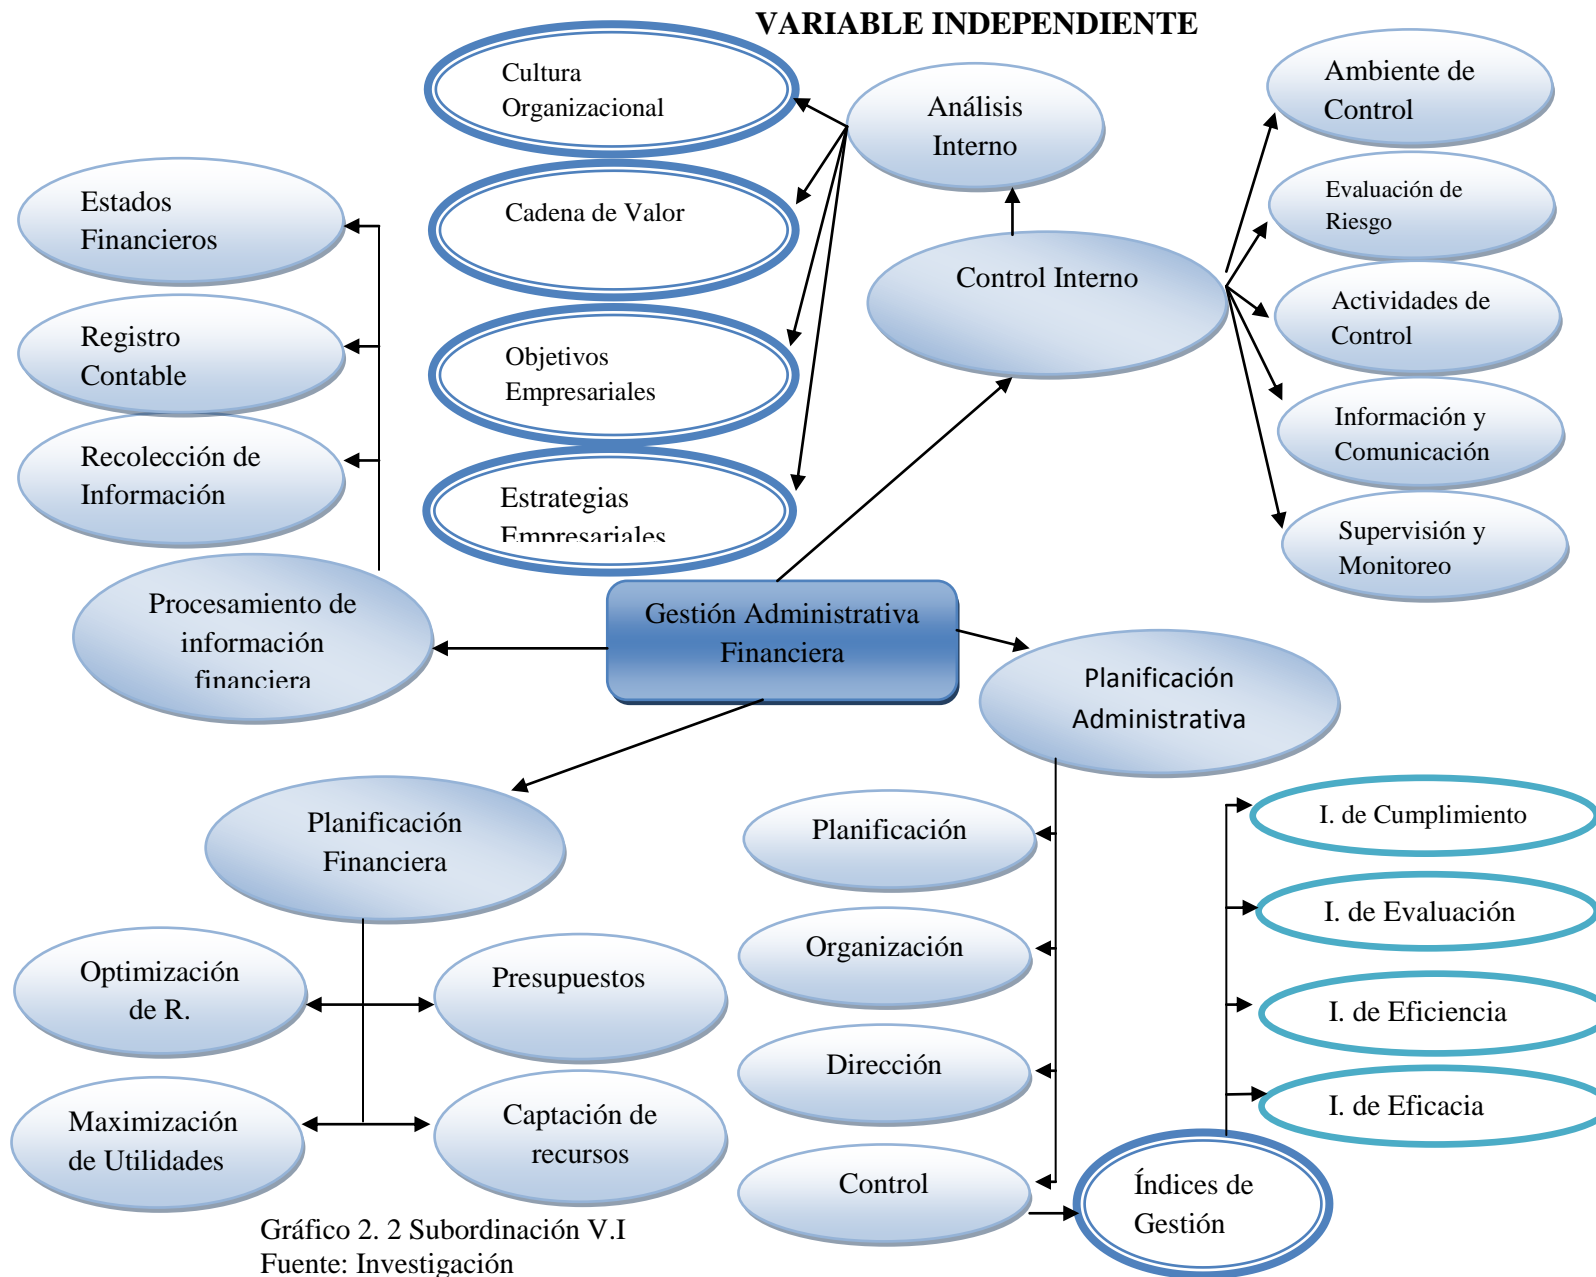 VARIABLE INDEPENDIENTE
Cultura
Organizacional
Análisis
Interno
Ambiente de
Control
Estados
Financieros
Cadena de Valor
Evaluación de
Riesgo
Control Interno
Registro
Contable
Objetivos
Empresariales
Actividades de
Control
Recolección de
Información
Estrategias
Empresariales
Información y
Comunicación
Supervisión y
Monitoreo
Procesamiento de
información
financiera
Gestión Administrativa
Financiera
Planificación
Administrativa
Planificación
Financiera
Planificación
I. de Cumplimiento
Optimización
de R.
Presupuestos
Organización
I. de Evaluación
Dirección
I. de Eficiencia
Maximización
de Utilidades
Captación de
recursos
Control
I. de Eficacia
Índices de
Gestión
Gráfico 2. 2 Subordinación V.I
Fuente: Investigación